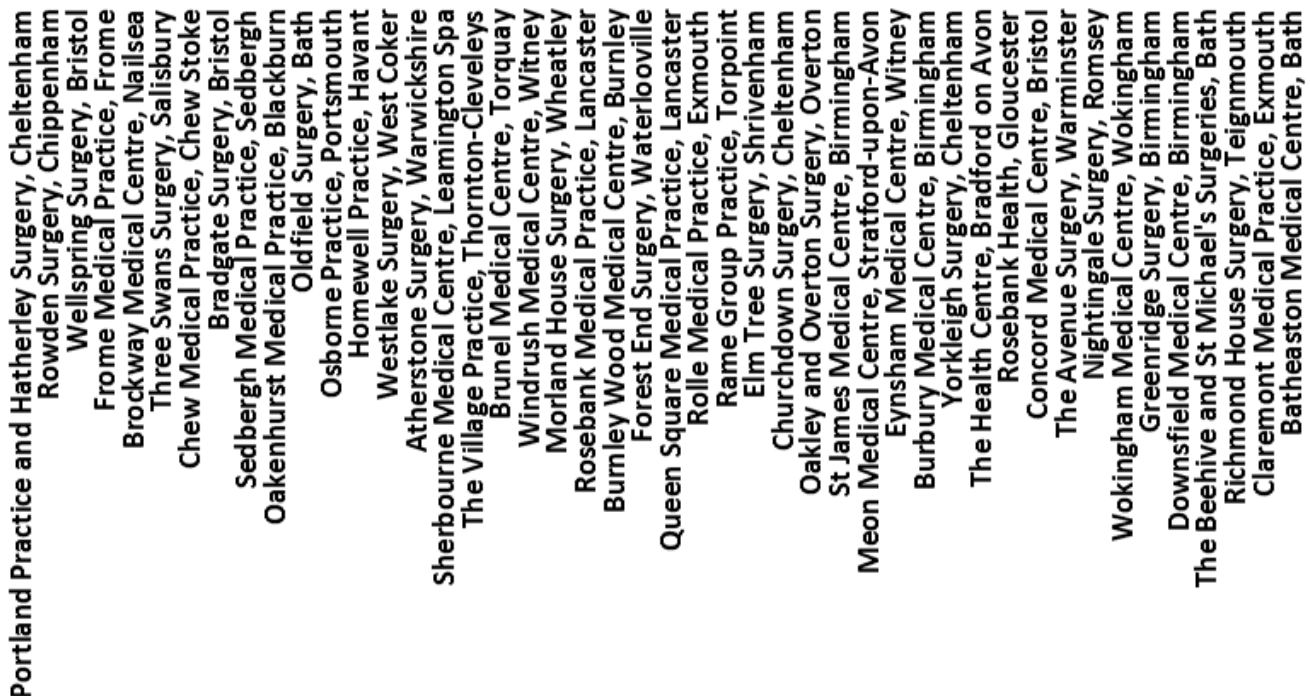 Portland Practice and Hatherley Surgery, Cheltenham
Rowden Surgery, Chippenham
Wellspring Surgery, Bristol
Frome Medical Practice, Frome
Brockway Medical Centre, Nailsea
Three Swans Surgery, Salisbury
Chew Medical Practice, Chew Stoke
Bradgate Surgery, Bristol
Sedbergh Medical Practice, Sedbergh
Oakenhurst Medical Practice, Blackburn
Oldfield Surgery, Bath
Osborne Practice, Portsmouth
Homewell Practice, Havant
Westlake Surgery, West Coker
Atherstone Surgery, Warwickshire
Sherbourne Medical Centre, Leamington Spa
The Village Practice, Thornton-Cleveleys
Brunel Medical Centre, Torquay
Windrush Medical Centre, Witney
Morland House Surgery, Wheatley
Rosebank Medical Practice, Lancaster
Burnley Wood Medical Centre, Burnley
Forest End Surgery, Waterlooville
Queen Square Medical Practice, Lancaster
Rolle Medical Practice, Exmouth
Rame Group Practice, Torpoint
Elm Tree Surgery, Shrivenham
Churchdown Surgery, Cheltenham
Oakley and Overton Surgery, Overton
St James Medical Centre, Birmingham
Meon Medical Centre, Stratford-upon-Avon
Eynsham Medical Centre, Witney
Burbury Medical Centre, Birmingham
Yorkleigh Surgery, Cheltenham
The Health Centre, Bradford on Avon
Rosebank Health, Gloucester
Concord Medical Centre, Bristol
The Avenue Surgery, Warminster
Nightingale Surgery, Romsey
Wokingham Medical Centre, Wokingham
Greenridge Surgery, Birmingham
Downsfield Medical Centre, Birmingham
The Beehive and St Michael's Surgeries, Bath
Richmond House Surgery, Teignmouth
Claremont Medical Practice, Exmouth
Batheaston Medical Centre, Bath